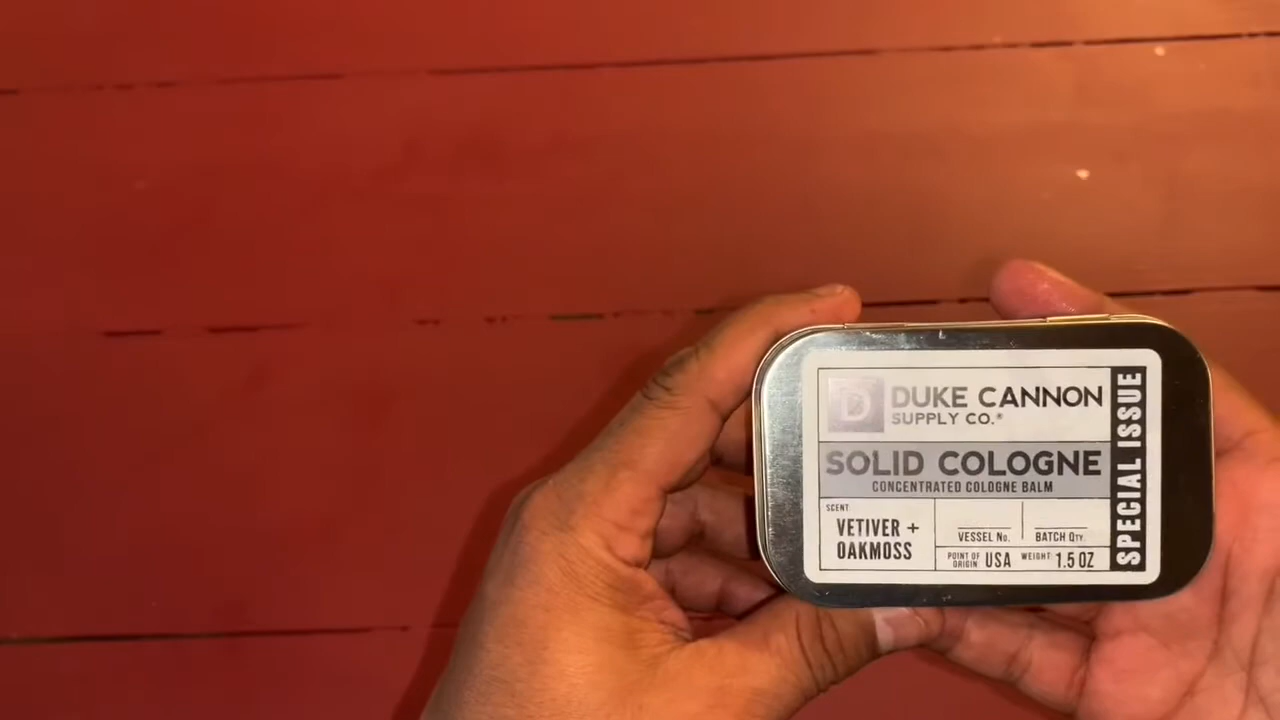 D
DUKE CANNON
SUPPLY CO.®
SOLID COLOGNE
CONCENTRATED COLOGNE BALM
SCENT:
VETIVER +
OAKMOSS
VESSEL No.
BATCH QTY.
POINT OF
ORIGIN
USA
WEIGHT:
1.5 OZ
SPECIAL ISSUE